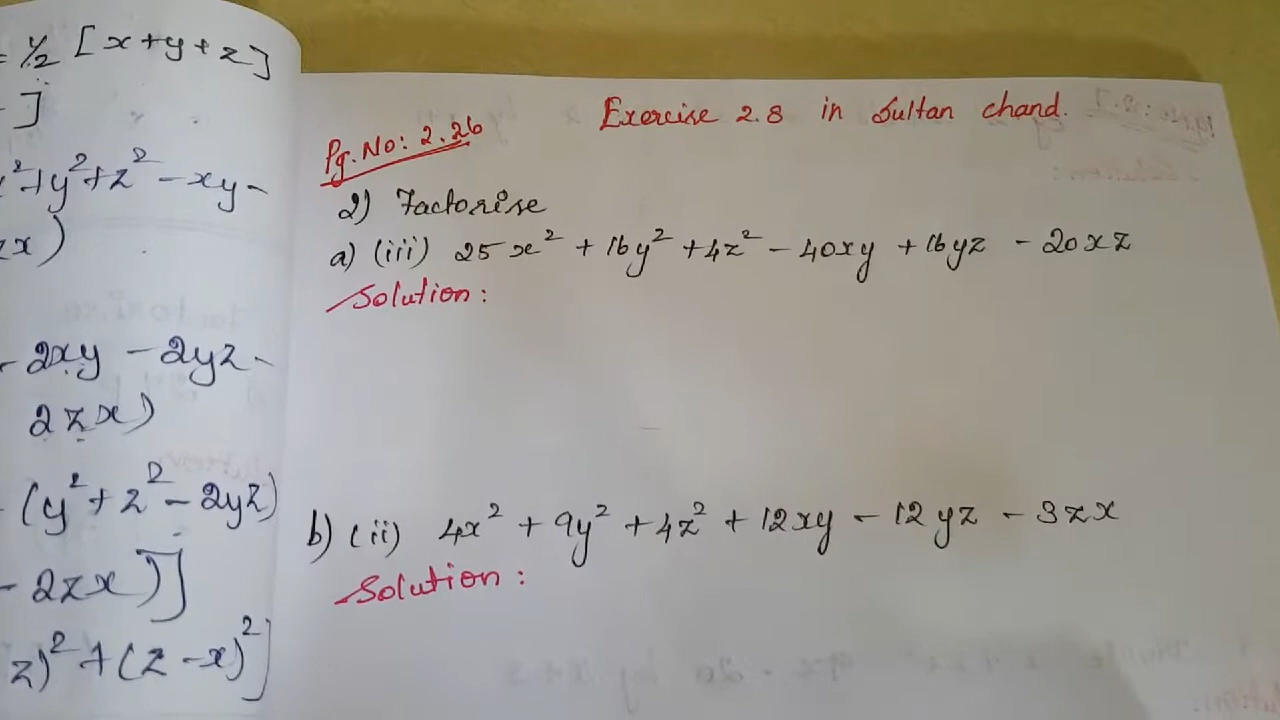 = 1/2 [x+y+z]
- ]
x²+y²+z² - xy -
zx)
- 2xy - 2yz -
2zx)
- (y²+z² - 2yz)
- 2zx)]
z)² + (z - x)²]
Exercise 2.8 in Sultan chand.
Pg.No: 2.26
2) Factorise
a) (iii) 25x² + 16y² + 4z² - 40xy + 16yz - 20xz
Solution:
b) (ii) 4x² + 9y² + 4z² + 12xy - 12yz - 3zx
Solution: